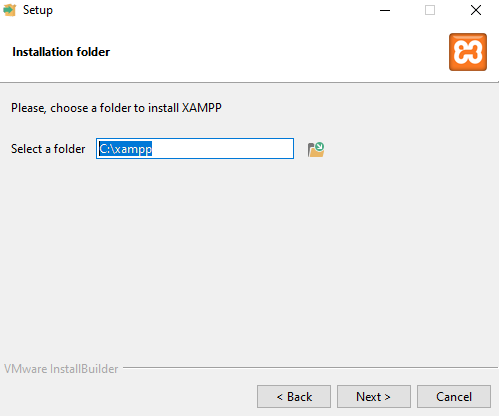 Setup
Installation folder
Please, choose a folder to install XAMPP
Select a folder C:\xampp
VMware InstallBuilder
< Back Next > Cancel